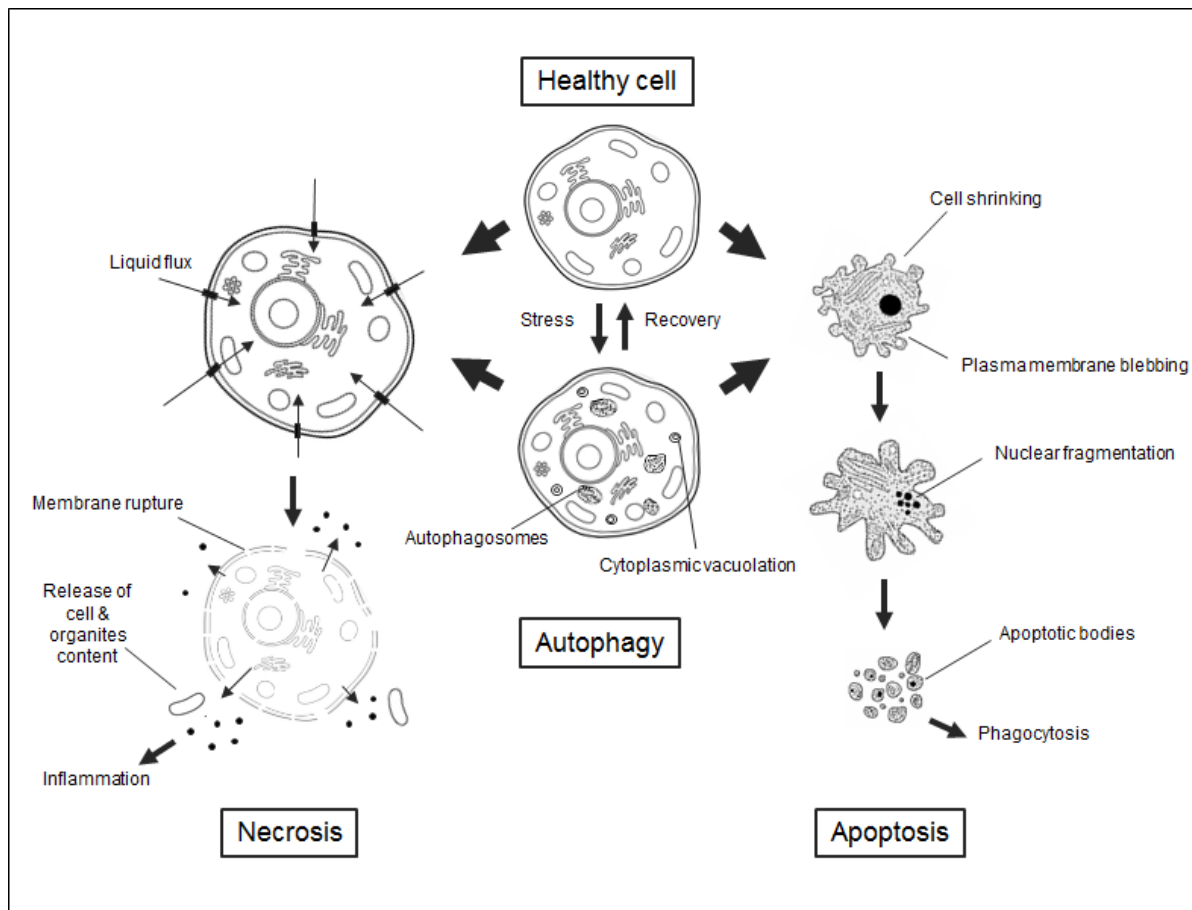 Healthy cell
Cell shrinking
Liquid flux
Stress
Recovery
Plasma membrane blebbing
Nuclear fragmentation
Membrane rupture
Autophagosomes
Cytoplasmic vacuolation
Release of
cell &
organites
content
Autophagy
Apoptotic bodies
Phagocytosis
Inflammation
Necrosis
Apoptosis